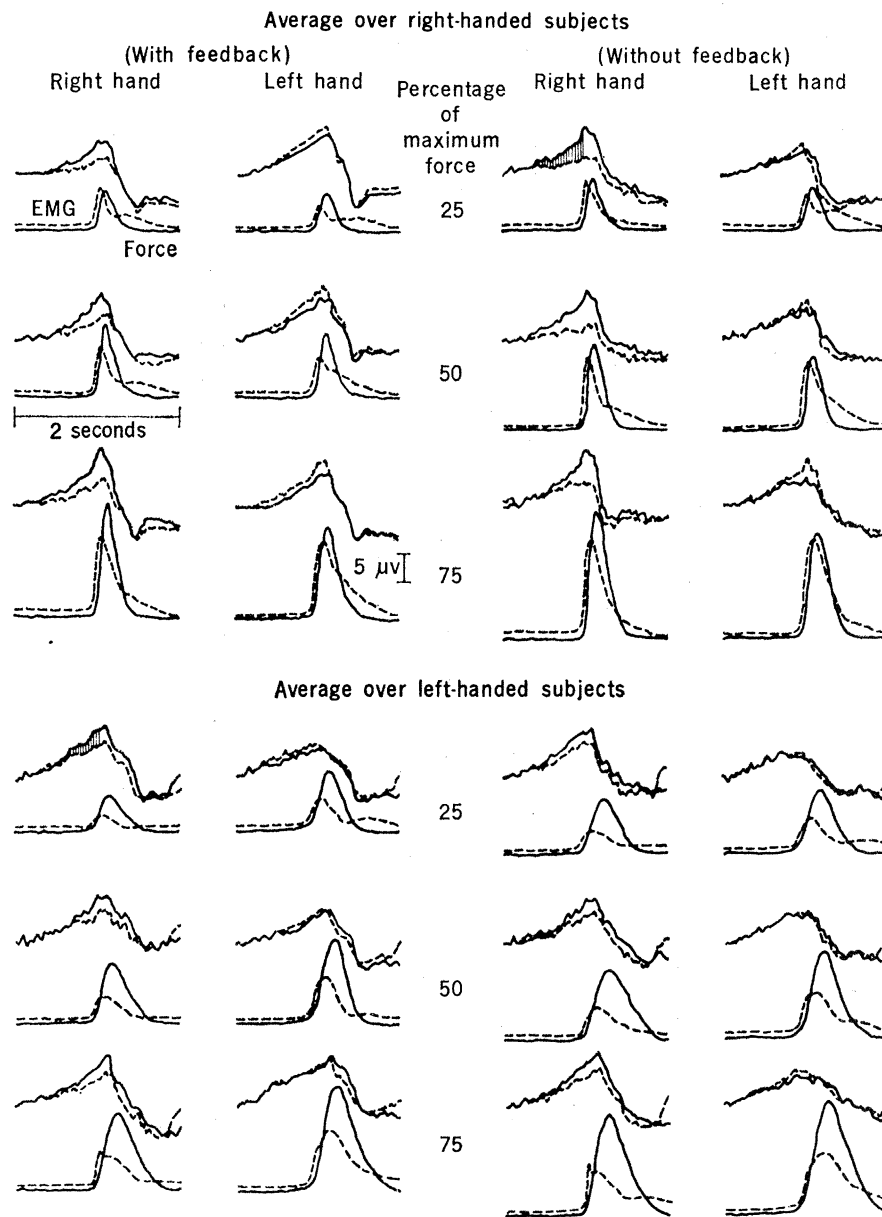 Average over right-handed subjects
(With feedback)
(Without feedback)
Right hand
Left hand
Percentage
of
maximum
force
Right hand
Left hand
EMG
Force
25
50
2 seconds
5 μv
75
Average over left-handed subjects
25
50
75